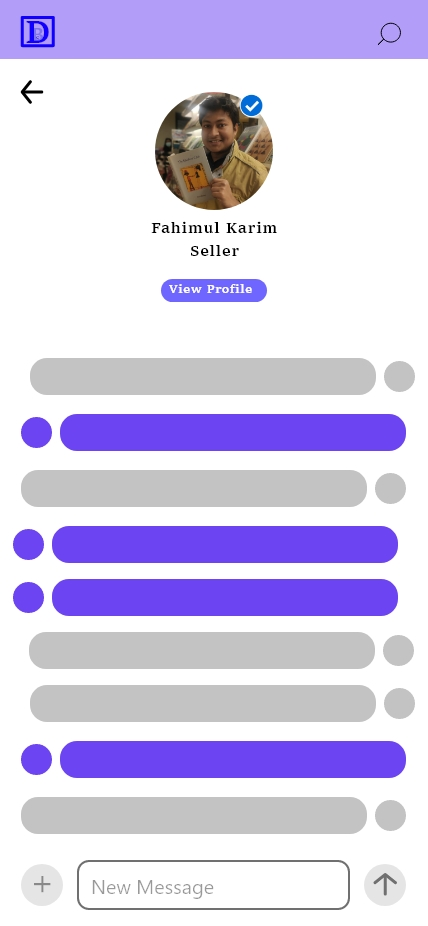 D
Fahimul Karim
Seller
View Profile
New Message